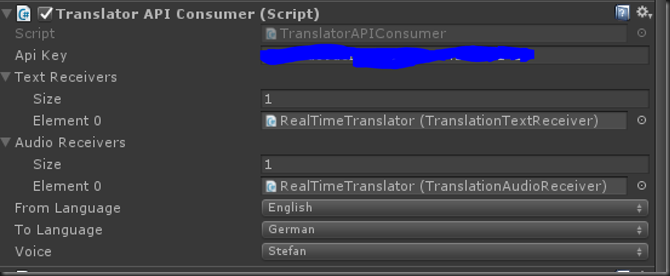 Translator API Consumer (Script)
Script TranslatorAPIConsumer
Api Key
Text Receivers
Size 1
Element 0 RealTimeTranslator (TranslationTextReceiver)
Audio Receivers
Size 1
Element 0 RealTimeTranslator (TranslationAudioReceiver)
From Language English
To Language German
Voice Stefan